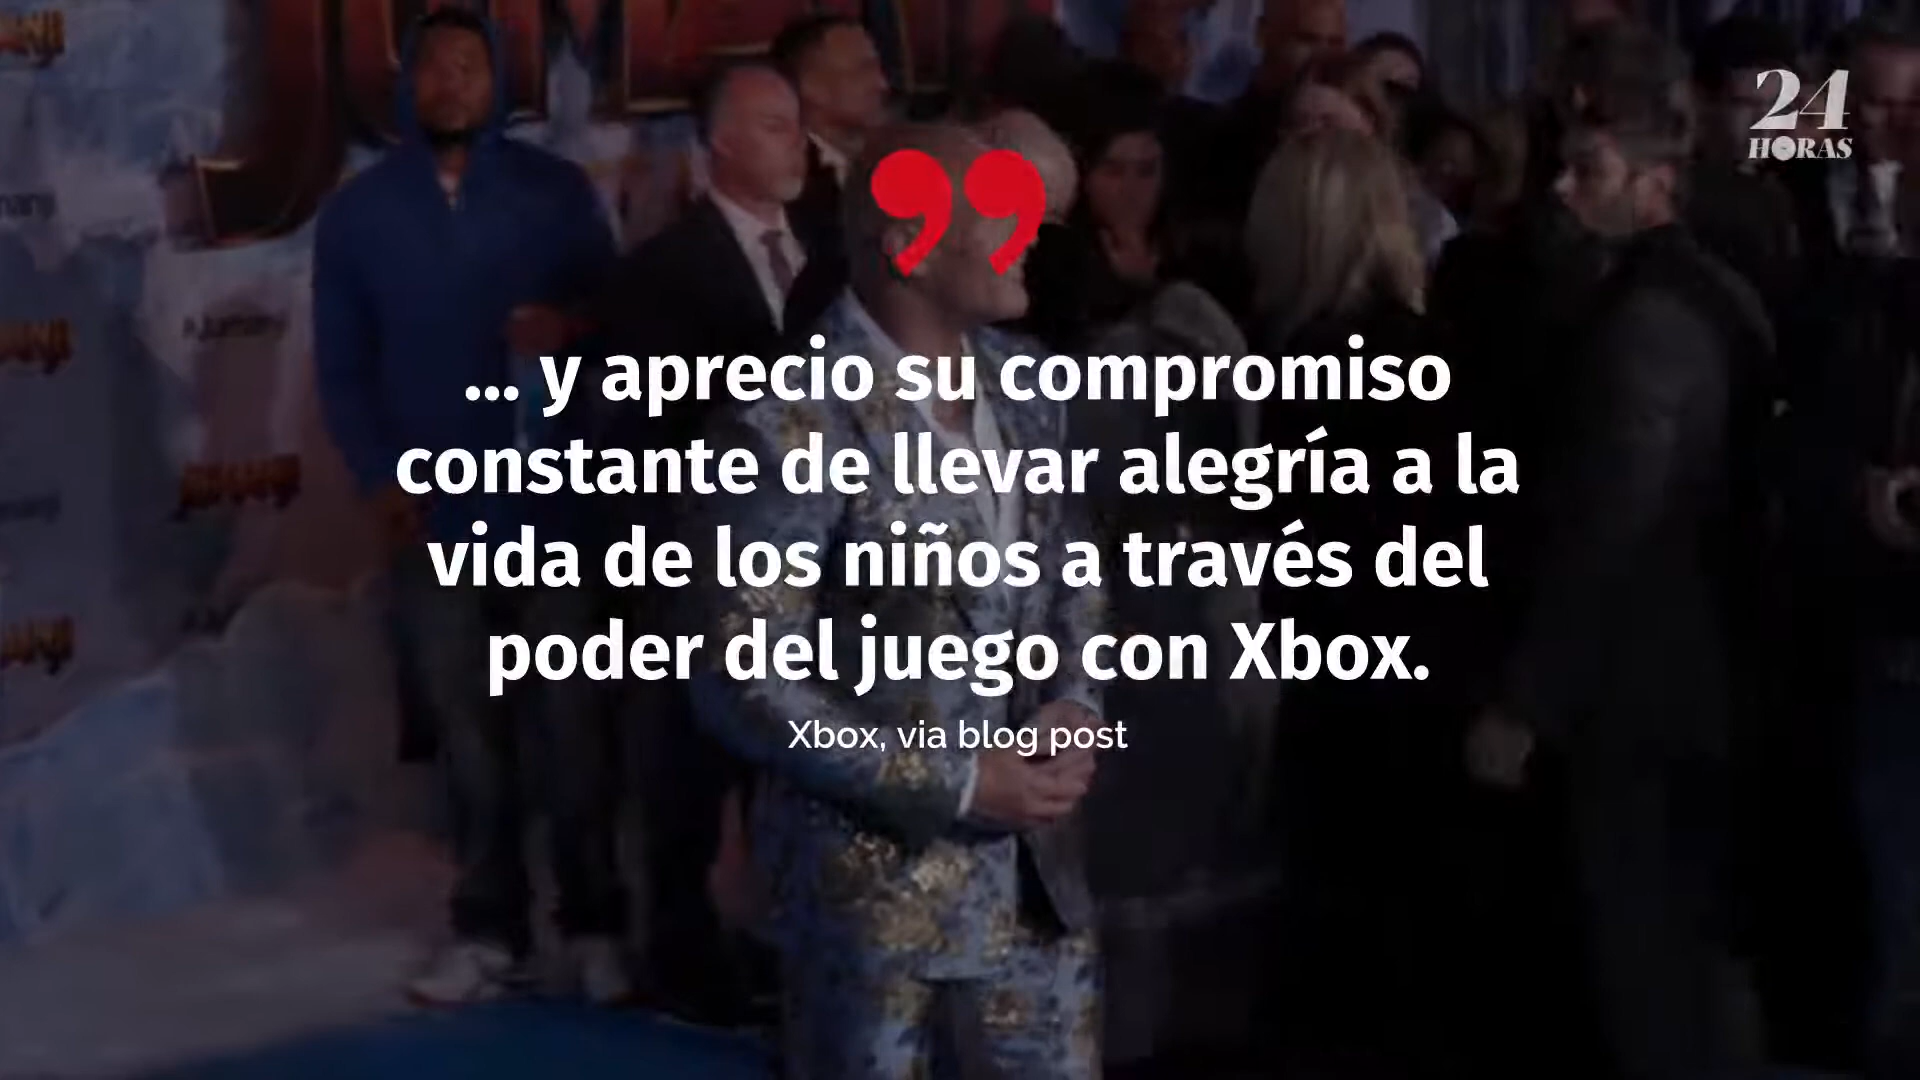 24
HORAS
… y aprecio su compromiso
constante de llevar alegría a la
vida de los niños a través del
poder del juego con Xbox.
Xbox, via blog post
#Jumanji